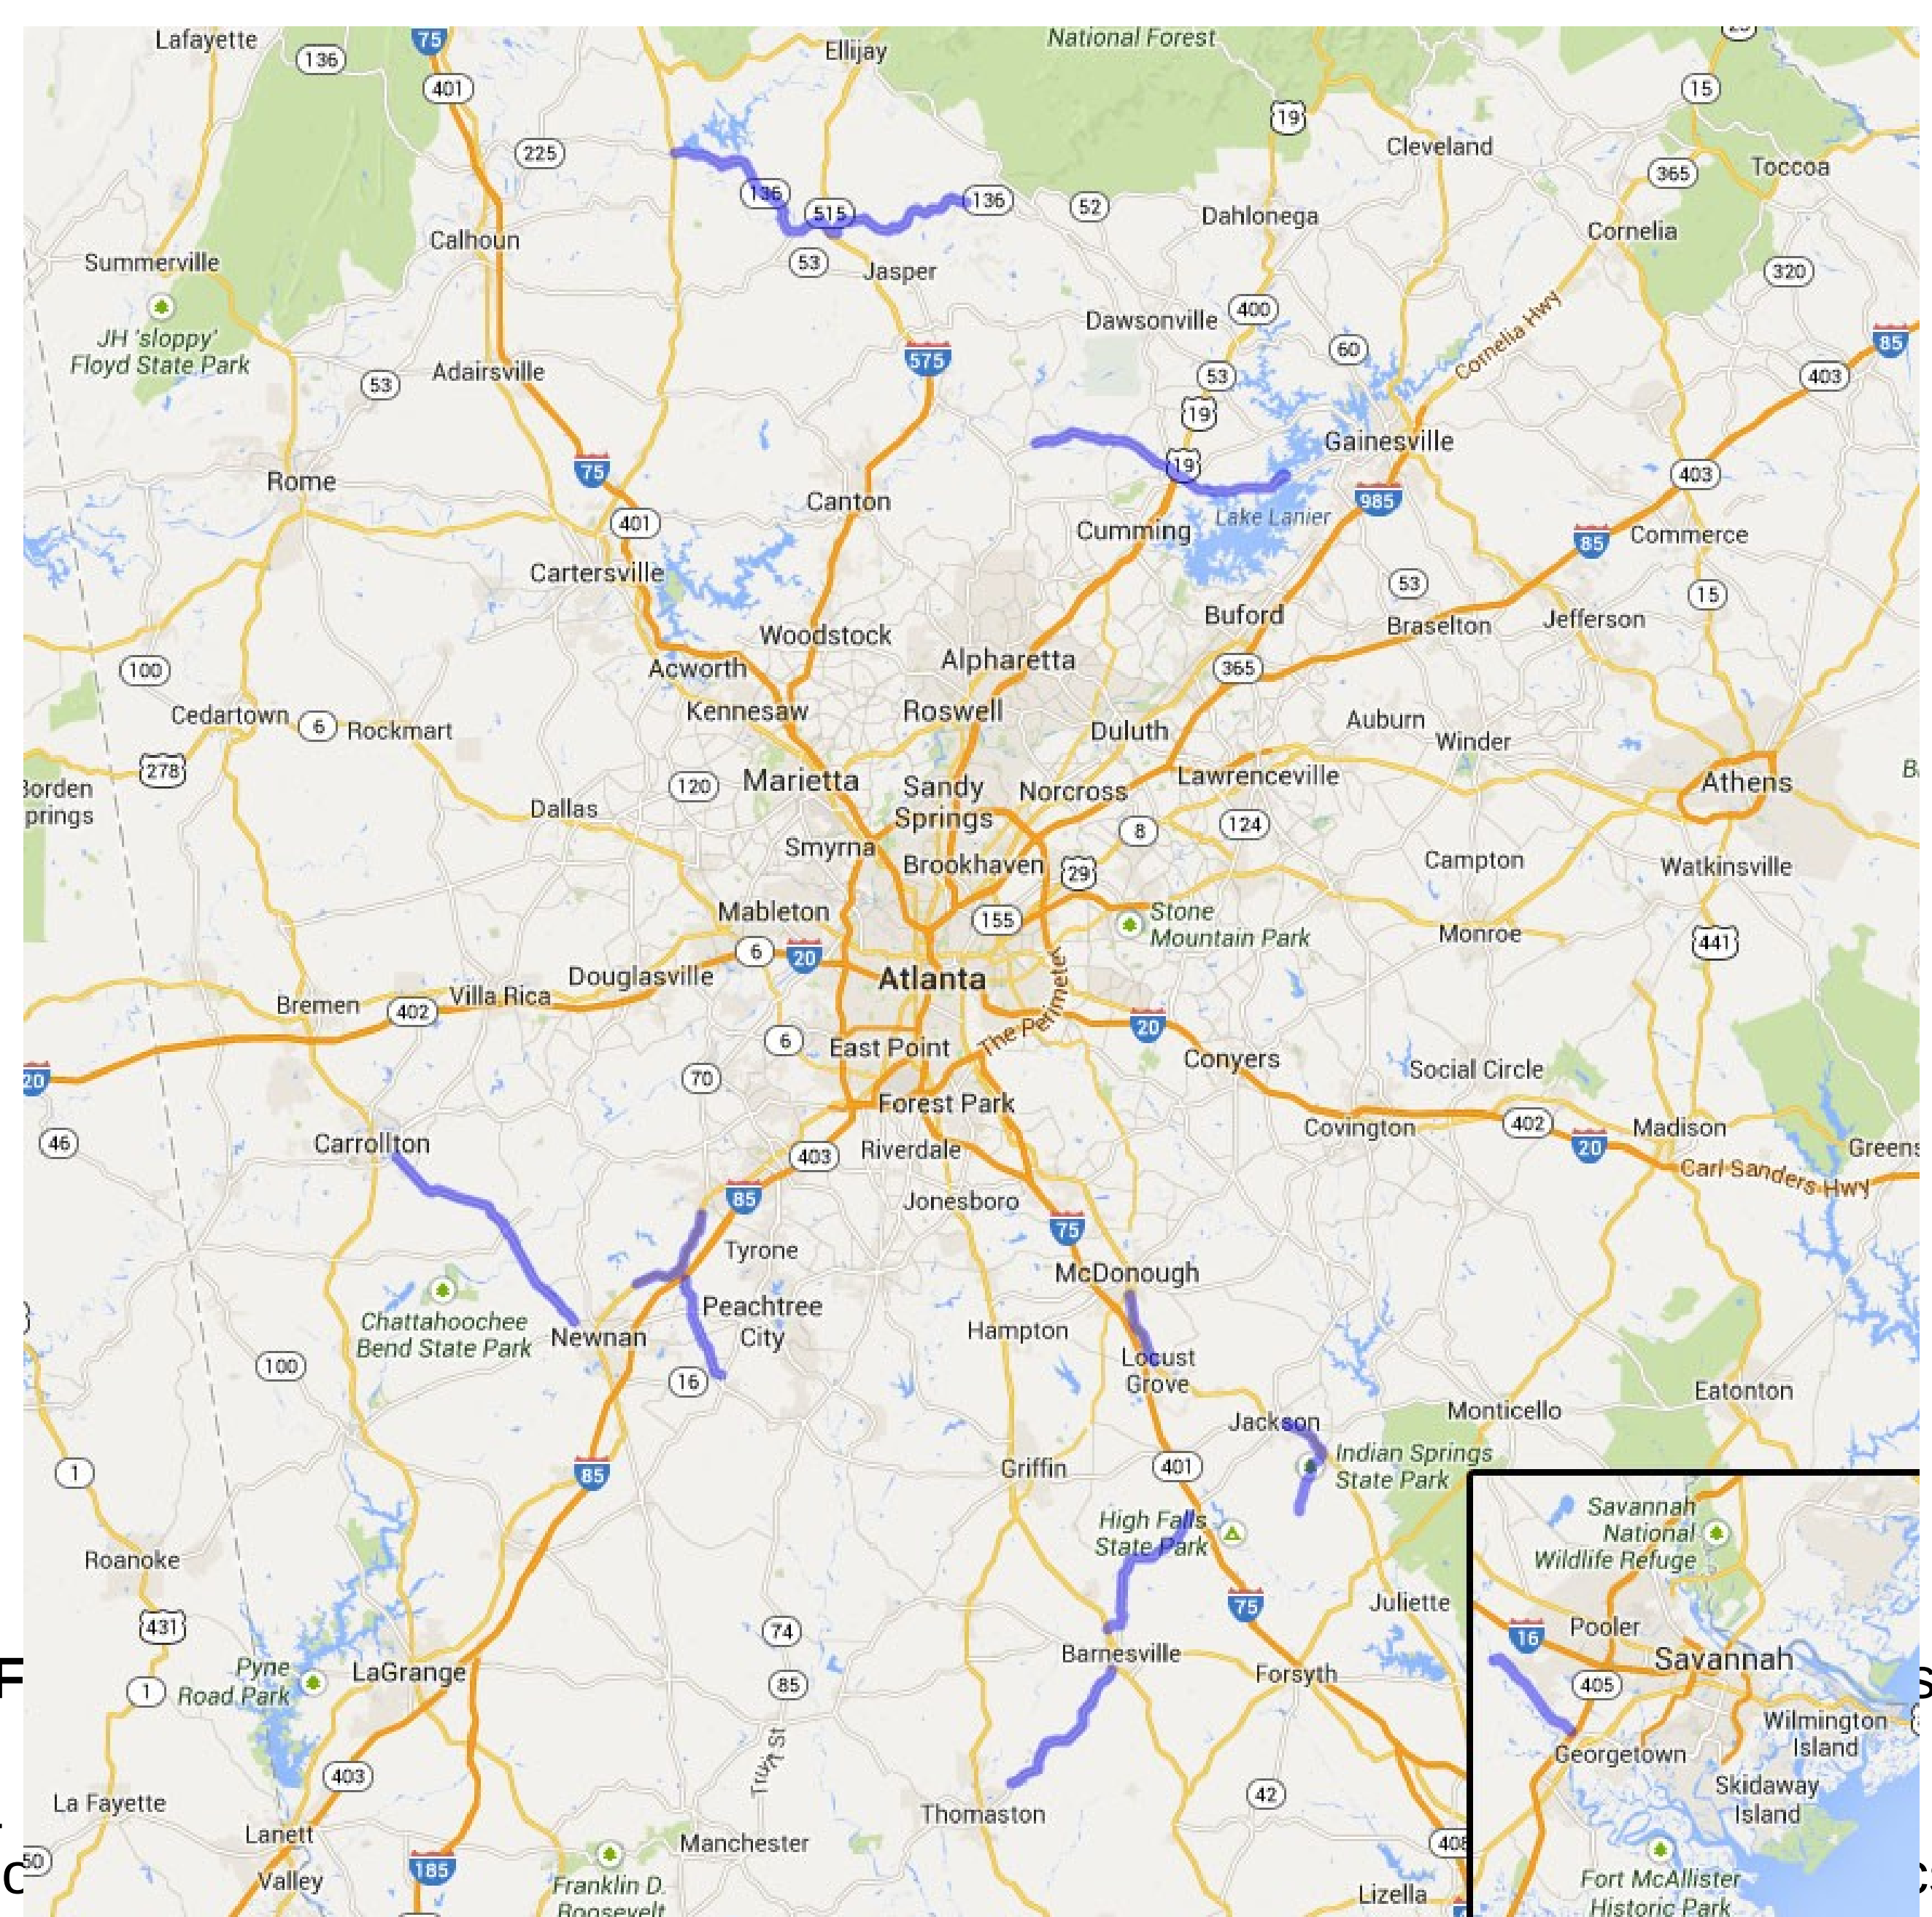 Lafayette
75
136
401
Ellijay
National Forest
19
15
225
Cleveland
365
Toccoa
136
515
136
52
Dahlonega
Cornelia
Calhoun
Summerville
53
Jasper
320
JH 'sloppy'
Floyd State Park
Dawsonville
400
60
Cornelia Hwy
85
575
Adairsville
53
53
403
19
Gainesville
19
Rome
75
403
Canton
985
401
Lake Lanier
Cumming
85
Commerce
Cartersville
53
15
Buford
Braselton
Jefferson
Woodstock
Alpharetta
100
Acworth
365
Cedartown
6
Rockmart
Kennesaw
Roswell
Duluth
Auburn
Winder
278
Marietta
Sandy
Springs
Norcross
Lawrenceville
Athens
Borden
Springs
120
Dallas
8
124
Smyrna
Brookhaven
29
Campton
Watkinsville
Mableton
155
Stone
Mountain Park
Monroe
441
6
20
Douglasville
Atlanta
Bremen
402
Villa Rica
The Perimeter
20
6
East Point
Conyers
Social Circle
20
70
Forest Park
46
Carrollton
Riverdale
403
Covington
402
20
Madison
Greens
Carl Sanders Hwy
85
Jonesboro
75
Tyrone
McDonough
Chattahoochee
Bend State Park
Newnan
Peachtree
City
Hampton
Locust
Grove
100
16
Eatonton
Jackson
Monticello
1
85
Griffin
401
Indian Springs
State Park
High Falls
State Park
Savannah
National
Wildlife Refuge
Roanoke
75
Juliette
431
74
16
Pooler
Barnesville
Savannah
Pyne
Road Park
LaGrange
Forsyth
1
85
405
Wilmington
Island
Georgetown
Truitt St
403
42
Skidaway
Island
La Fayette
Thomaston
Lanett
Manchester
408
50
185
Valley
Franklin D.
Roosevelt
Lizella
Fort McAllister
Historic Park